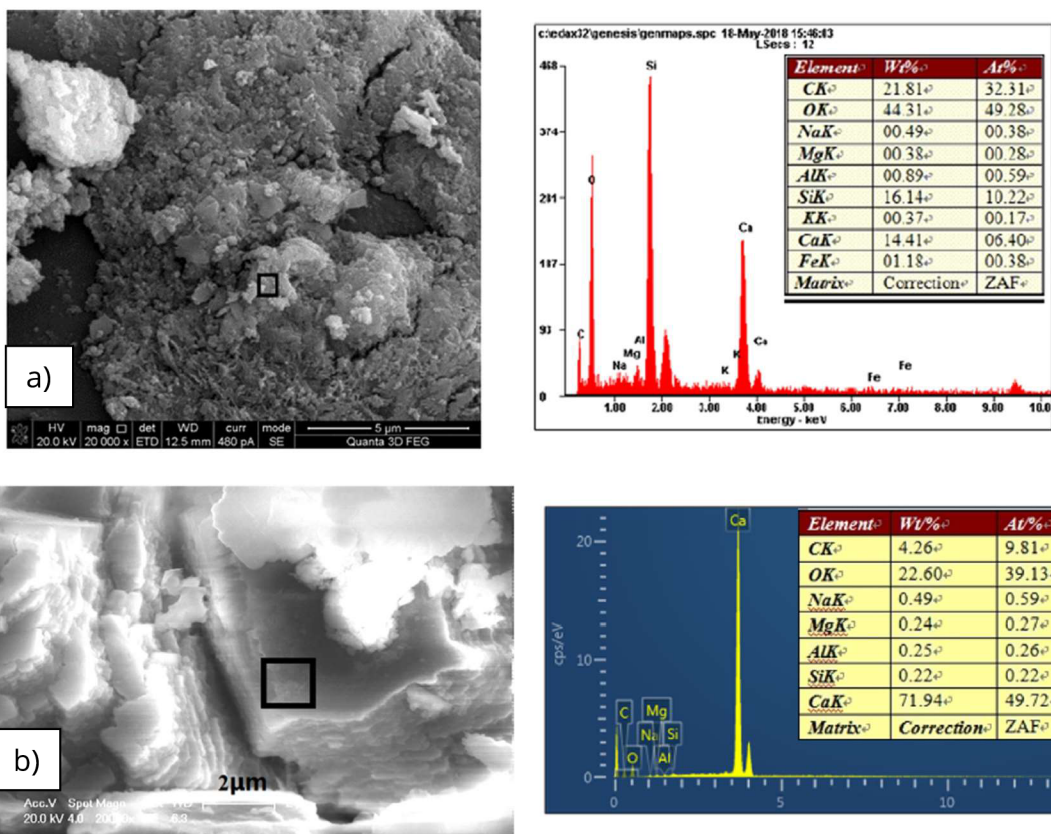 c:\edax32\genesis\genmaps.spc 18-May-2018 15:46:03
LSecs : 12
468
374
281
187
93
0
C
O
Na
Mg
Al
Si
K
K
Ca
Ca
Fe
Fe
1.00 2.00 3.00 4.00 5.00 6.00 7.00 8.00 9.00 10.0
Energy - keV
Element Wt% At%
CK 21.81 32.31
OK 44.31 49.28
NaK 00.49 00.38
MgK 00.38 00.28
AlK 00.89 00.59
SiK 16.14 10.22
KK 00.37 00.17
CaK 14.41 06.40
FeK 01.18 00.38
Matrix Correction ZAF
a)
HV mag det WD curr mode 5 µm
20.0 kV 20 000 x ETD 12.5 mm 480 pA SE Quanta 3D FEG
b)
2µm
Acc.V Spot Magn WD
20.0 kV 4.0 6.3
Ca
20
10
0
cps/eV
C
O
Na
Mg
Al
Si
0 10
Element Wt/% At/%
CK 4.26 9.81
OK 22.60 39.13
NaK 0.49 0.59
MgK 0.24 0.27
AlK 0.25 0.26
SiK 0.22 0.22
CaK 71.94 49.72
Matrix Correction ZAF